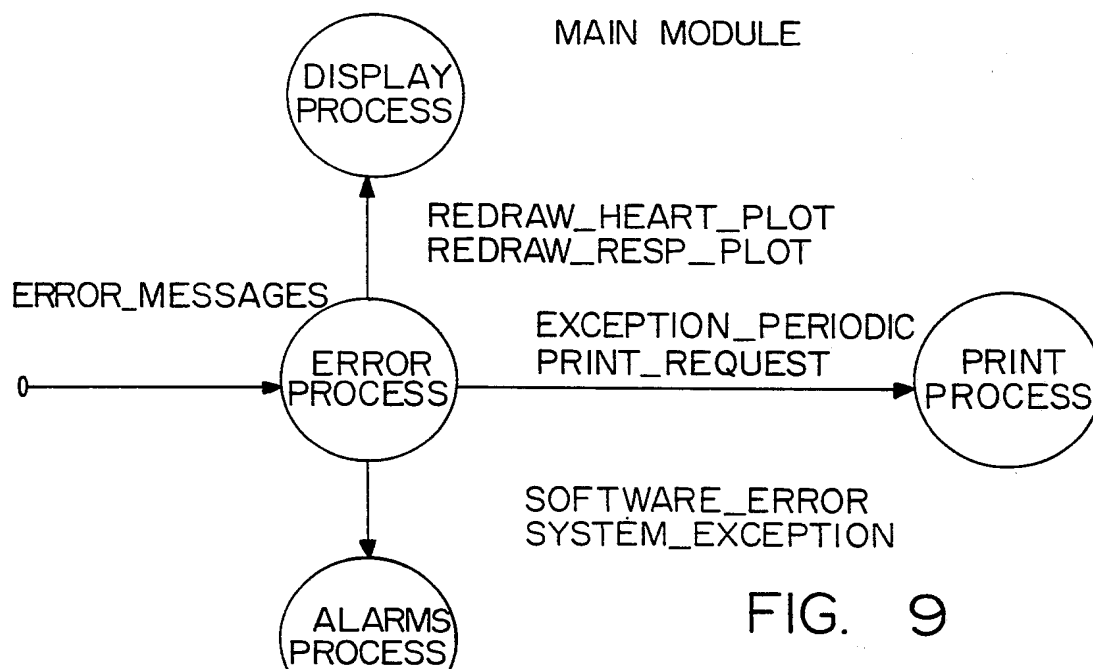 MAIN MODULE
DISPLAY
PROCESS
REDRAW_HEART_PLOT
REDRAW_RESP_PLOT
ERROR_MESSAGES
ERROR
PROCESS
EXCEPTION_PERIODIC
PRINT_REQUEST
PRINT
PROCESS
SOFTWARE_ERROR
SYSTEM_EXCEPTION
ALARMS
PROCESS
FIG. 9